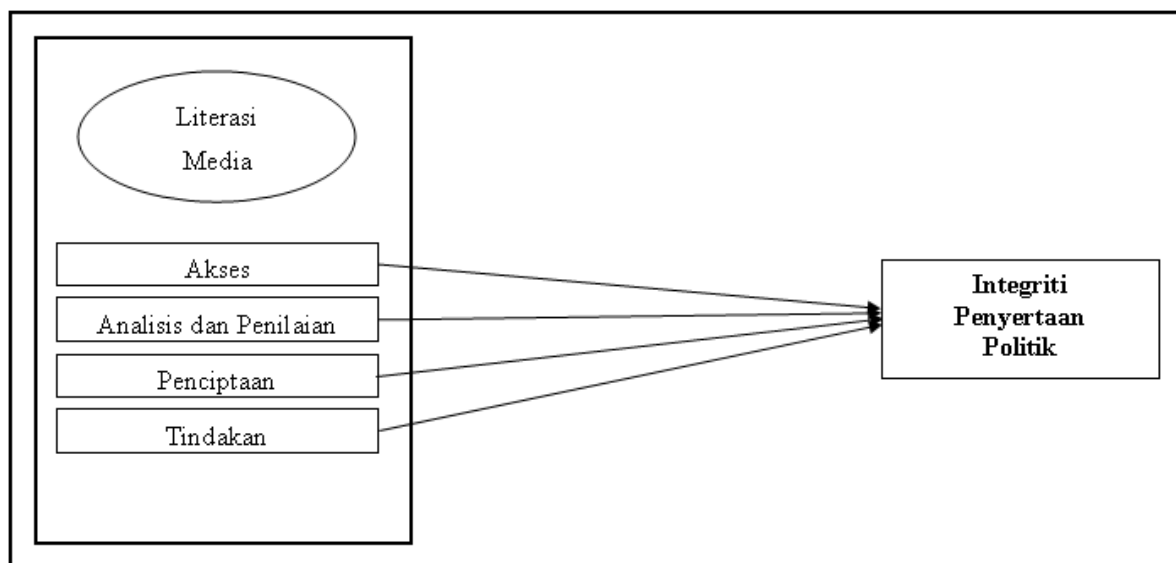 Literasi
Media
Akses
Analisis dan Penilaian
Penciptaan
Tindakan
Integriti
Penyertaan
Politik